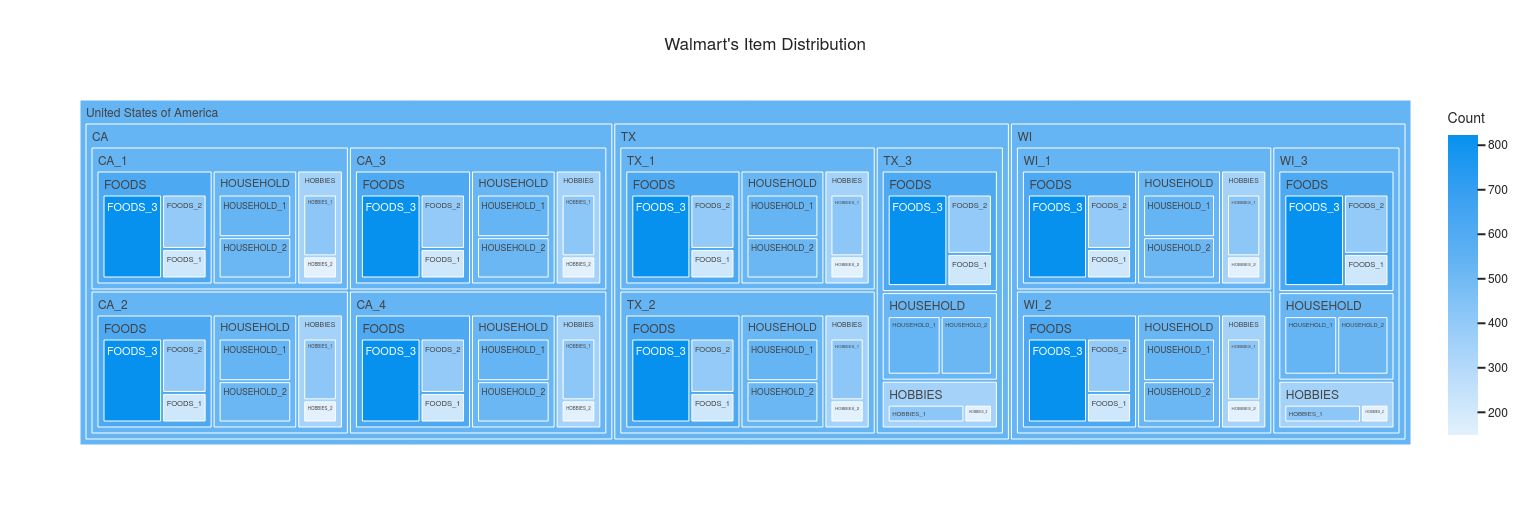 Walmart's Item Distribution
United States of America
CA
CA_1
FOODS
FOODS_3
FOODS_2
FOODS_1
HOUSEHOLD
HOUSEHOLD_1
HOUSEHOLD_2
HOBBIES
HOBBIES_1
HOBBIES_2
CA_3
FOODS
FOODS_3
FOODS_2
FOODS_1
HOUSEHOLD
HOUSEHOLD_1
HOUSEHOLD_2
HOBBIES
HOBBIES_1
HOBBIES_2
CA_2
FOODS
FOODS_3
FOODS_2
FOODS_1
HOUSEHOLD
HOUSEHOLD_1
HOUSEHOLD_2
HOBBIES
HOBBIES_1
HOBBIES_2
CA_4
FOODS
FOODS_3
FOODS_2
FOODS_1
HOUSEHOLD
HOUSEHOLD_1
HOUSEHOLD_2
HOBBIES
HOBBIES_1
HOBBIES_2
TX
TX_1
FOODS
FOODS_3
FOODS_2
FOODS_1
HOUSEHOLD
HOUSEHOLD_1
HOUSEHOLD_2
HOBBIES
HOBBIES_1
HOBBIES_2
TX_2
FOODS
FOODS_3
FOODS_2
FOODS_1
HOUSEHOLD
HOUSEHOLD_1
HOUSEHOLD_2
HOBBIES
HOBBIES_1
HOBBIES_2
TX_3
FOODS
FOODS_3
FOODS_2
FOODS_1
HOUSEHOLD
HOUSEHOLD_1
HOUSEHOLD_2
HOBBIES
HOBBIES_1
HOBBIES_2
WI
WI_1
FOODS
FOODS_3
FOODS_2
FOODS_1
HOUSEHOLD
HOUSEHOLD_1
HOUSEHOLD_2
HOBBIES
HOBBIES_1
HOBBIES_2
WI_2
FOODS
FOODS_3
FOODS_2
FOODS_1
HOUSEHOLD
HOUSEHOLD_1
HOUSEHOLD_2
HOBBIES
HOBBIES_1
HOBBIES_2
WI_3
FOODS
FOODS_3
FOODS_2
FOODS_1
HOUSEHOLD
HOUSEHOLD_1
HOUSEHOLD_2
HOBBIES
HOBBIES_1
HOBBIES_2
Count
800
700
600
500
400
300
200